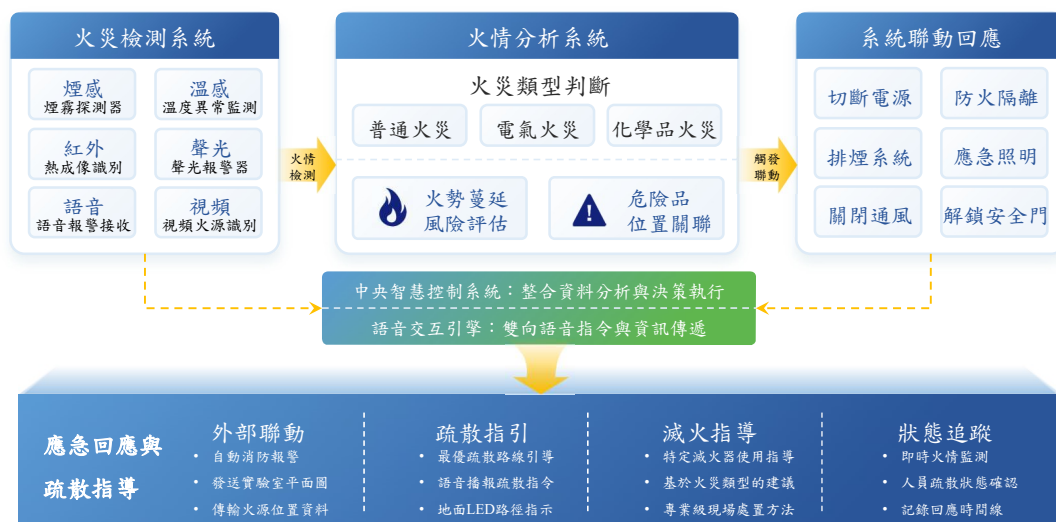 火災檢測系統
煙感
煙霧探測器
溫感
溫度異常監測
紅外
熱成像識別
聲光
聲光報警器
語音
語音報警接收
視頻
視頻火源識別
火情
檢測
火情分析系統
火災類型判斷
普通火災
電氣火災
化學品火災
火勢蔓延
風險評估
危險品
位置關聯
觸發
聯動
系統聯動回應
切斷電源
防火隔離
排煙系統
應急照明
關閉通風
解鎖安全門
中央智慧控制系統：整合資料分析與決策執行
語音交互引擎：雙向語音指令與資訊傳遞
應急回應與
疏散指導
外部聯動
• 自動消防報警
• 發送實驗室平面圖
• 傳輸火源位置資料
疏散指引
• 最優疏散路線引導
• 語音播報疏散指令
• 地面LED路徑指示
滅火指導
• 特定滅火器使用指導
• 基於火災類型的建議
• 專業級現場處置方法
狀態追蹤
• 即時火情監測
• 人員疏散狀態確認
• 記錄回應時間線